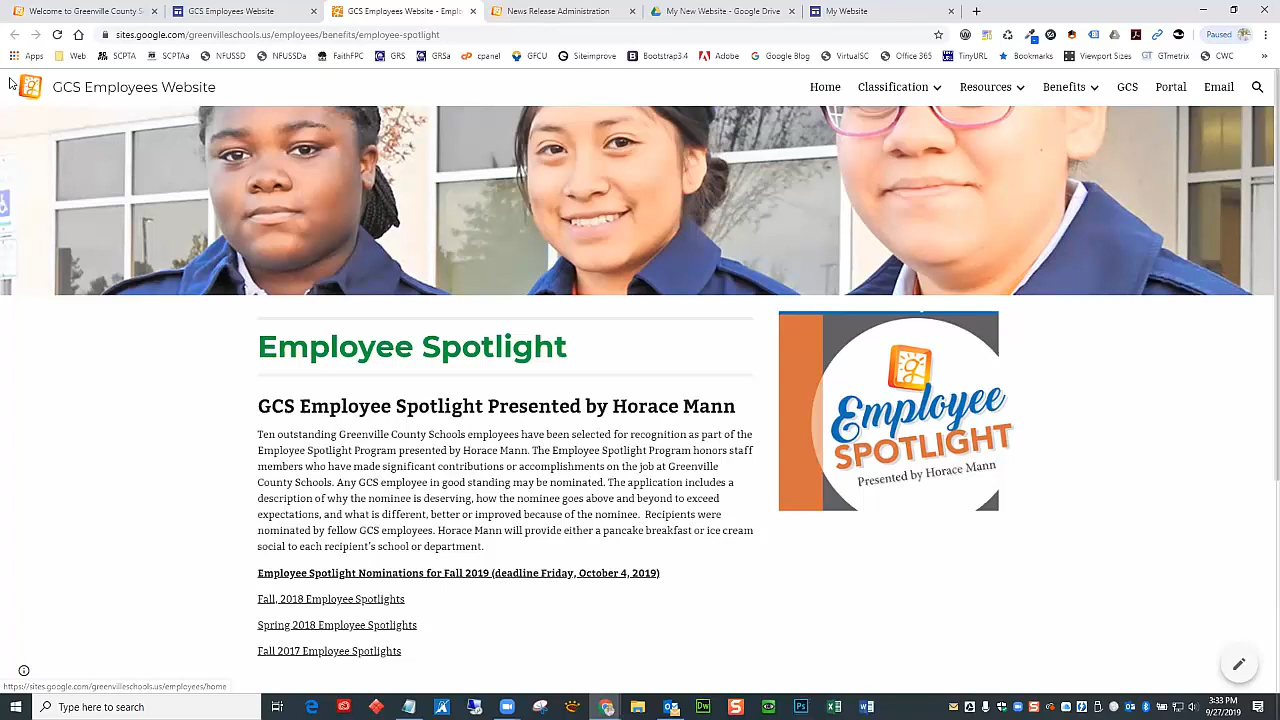 Welcome to Greenville County S
GCS Employees Website
GCS Employees Website - Emplo
News Release Administration
My New Website - Google Drive
My Website
sites.google.com/greenvilleschools.us/employees/benefits/employee-spotlight
Paused
Apps
Work
SCPTA
SCPTAa
NFUSSD
NFUSSDa
FaithFPC
GRS
GRSa
cpanel
GFCU
Siteimprove
Bootstrap3.4
Adobe
Google Blog
VirtualSC
Office 365
TinyURL
Bookmarks
Viewport Sizes
GTmetrix
CWC
GCS Employees Website
Home
Classification
Resources
Benefits
GCS
Portal
Email
Employee Spotlight
GCS Employee Spotlight Presented by Horace Mann
Ten outstanding Greenville County Schools employees have been selected for recognition as part of the
Employee Spotlight Program presented by Horace Mann. The Employee Spotlight Program honors staff
members who have made significant contributions or accomplishments on the job at Greenville
County Schools. Any GCS employee in good standing may be nominated. The application includes a
description of why the nominee is deserving, how the nominee goes above and beyond to exceed
expectations, and what is different, better or improved because of the nominee. Recipients were
nominated by fellow GCS employees. Horace Mann will provide either a pancake breakfast or ice cream
social to each recipient's school or department.
Employee Spotlight Nominations for Fall 2019 (deadline Friday, October 4, 2019)
Fall, 2018 Employee Spotlights
Spring 2018 Employee Spotlights
Fall 2017 Employee Spotlights
g
Employee
SPOTLIGHT
Presented by Horace Mann
https://sites.google.com/greenvilleschools.us/employees/home
Type here to search
3:33 PM
9/27/2019